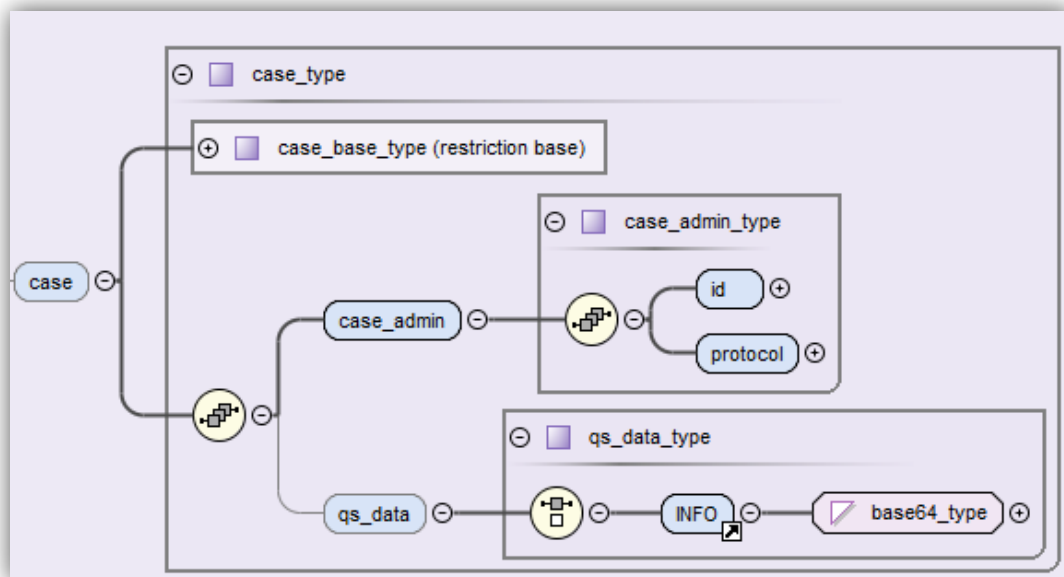 case_type
case_base_type (restriction base)
case_admin_type
case
id
case_admin
protocol
qs_data_type
qs_data
INFO
base64_type